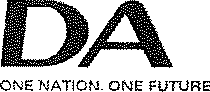 DA
ONE NATION. ONE FUTURE